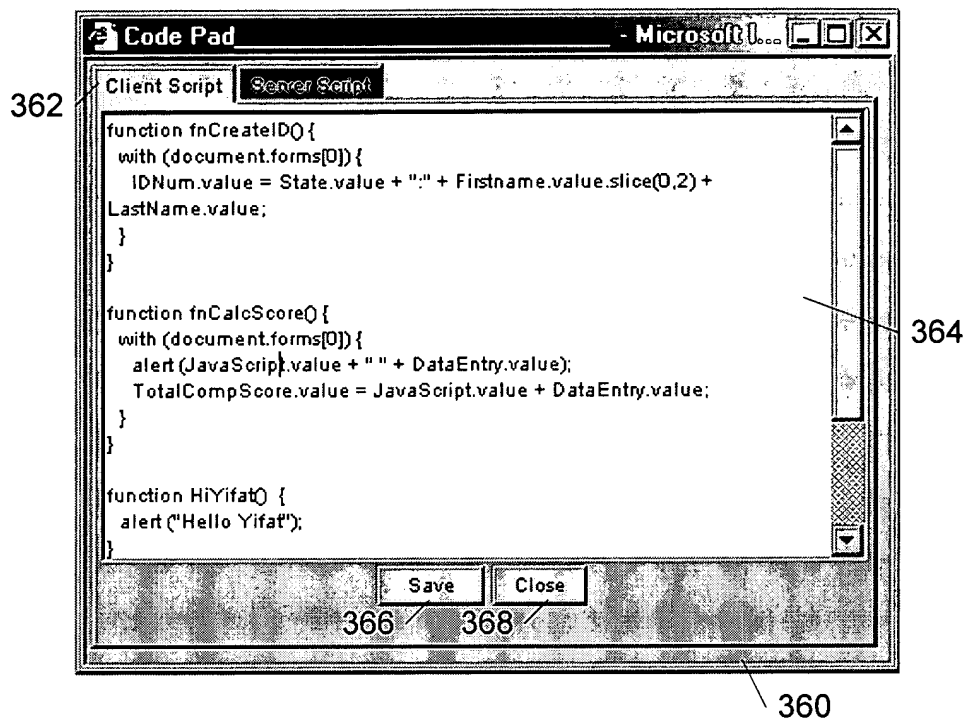 Code Pad - Microsoft I...
Client Script Server Script
362
function fnCreateID() {
with (document.forms[0]) {
IDNum.value = State.value + ":" + Firstname.value.slice(0,2) +
LastName.value;
}
}
function fnCalcScore() {
with (document.forms[0]) {
alert (JavaScript.value + " " + DataEntry.value);
TotalCompScore.value = JavaScript.value + DataEntry.value;
}
}
364
function HiYifat() {
alert ("Hello Yifat");
}
Save Close
366 368
360